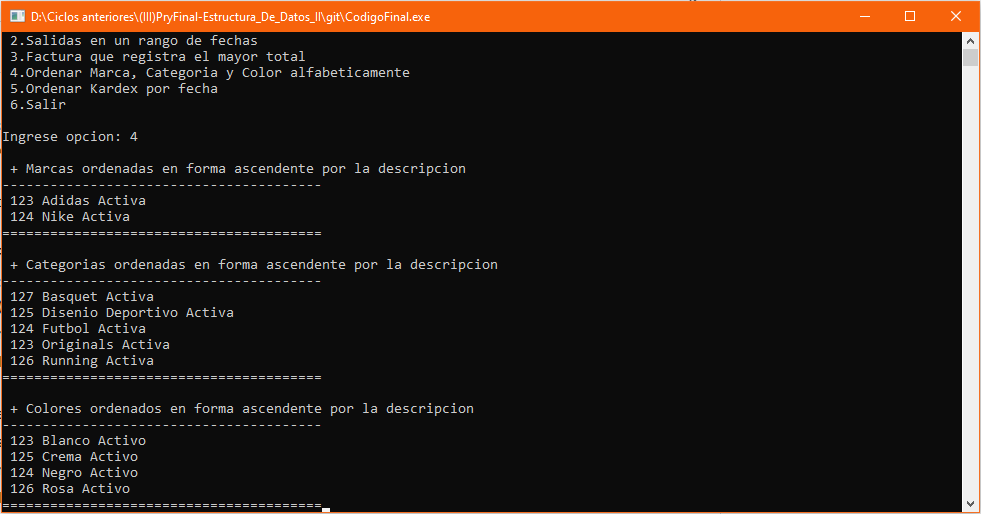 D:\Ciclos anteriores\(III)PryFinal-Estructura_De_Datos_II\git\CodigoFinal.exe
2.Salidas en un rango de fechas
3.Factura que registra el mayor total
4.Ordenar Marca, Categoria y Color alfabeticamente
5.Ordenar Kardex por fecha
6.Salir
Ingrese opcion: 4
+ Marcas ordenadas en forma ascendente por la descripcion
----------------------------------------
123 Adidas Activa
124 Nike Activa
========================================
+ Categorias ordenadas en forma ascendente por la descripcion
----------------------------------------
127 Basquet Activa
125 Disenio Deportivo Activa
124 Futbol Activa
123 Originals Activa
126 Running Activa
========================================
+ Colores ordenados en forma ascendente por la descripcion
----------------------------------------
123 Blanco Activo
125 Crema Activo
124 Negro Activo
126 Rosa Activo
========================================